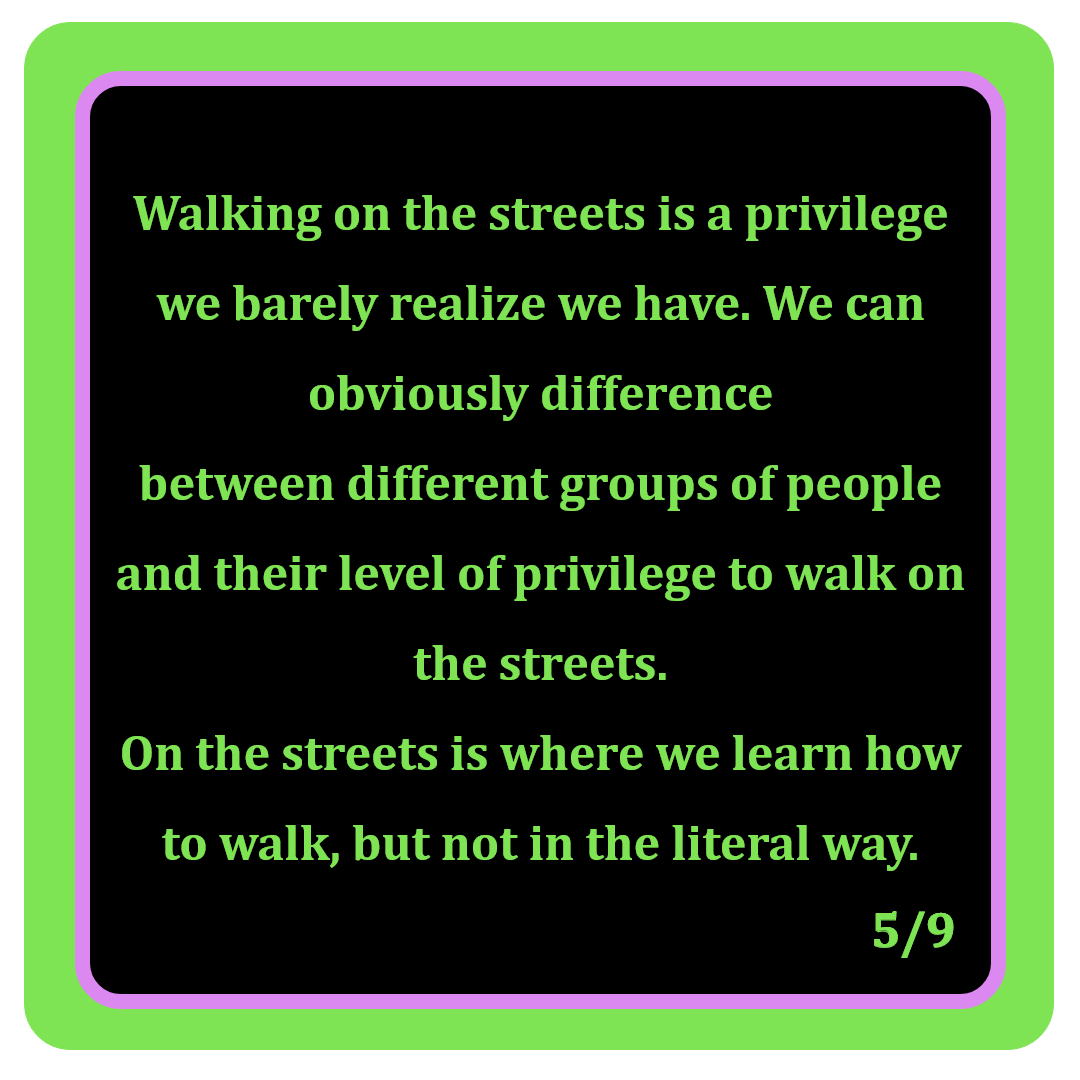 Walking on the streets is a privilege
we barely realize we have. We can
obviously difference
between different groups of people
and their level of privilege to walk on
the streets.
On the streets is where we learn how
to walk, but not in the literal way.
5/9